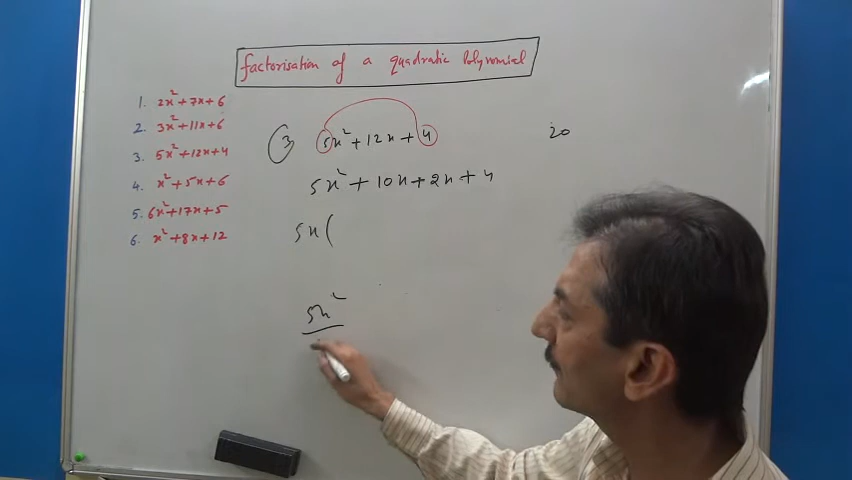 factorisation of a quadratic Polynomial
1. 2x²+7x+6
2. 3x²+11x+6
3. 5x²+12x+4
4. x²+5x+6
5. 6x²+17x+5
6. x²+8x+12
3 5x²+12x+4
20
5x²+10x+2x+4
5x(
5x²